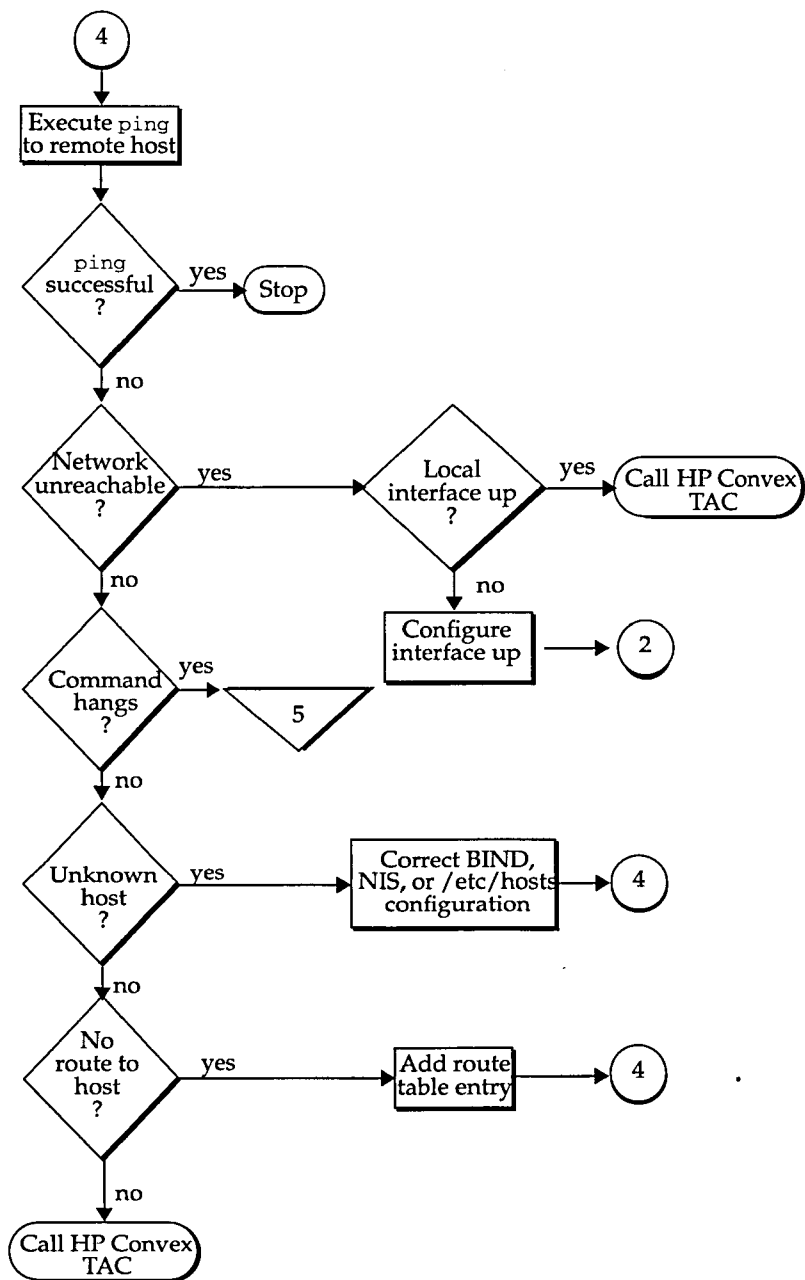 4
Execute ping
to remote host
ping
successful
?
yes
Stop
no
Network
unreachable
?
yes
Local
interface up
?
yes
Call HP Convex
TAC
no
no
Configure
interface up
2
Command
hangs
?
yes
5
no
Unknown
host
?
yes
Correct BIND,
NIS, or /etc/hosts
configuration
4
no
No
route to
host
?
yes
Add route
table entry
4
no
Call HP Convex
TAC